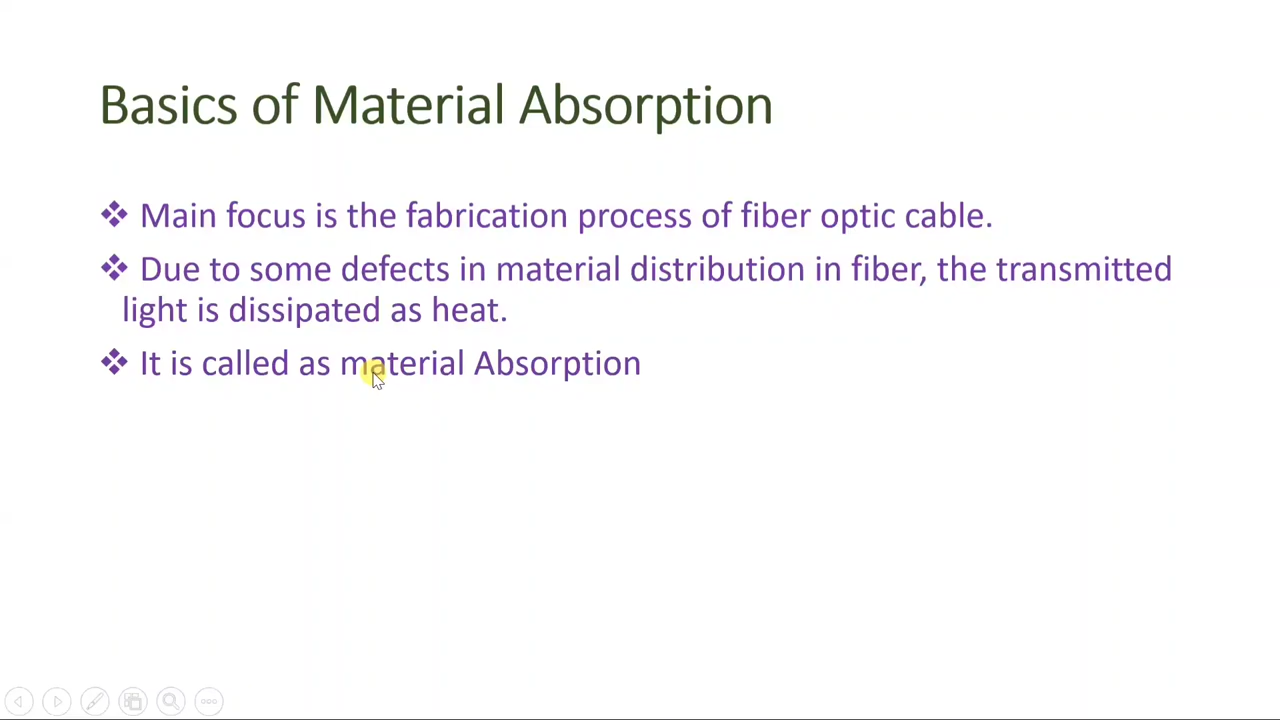 Basics of Material Absorption
❖ Main focus is the fabrication process of fiber optic cable.
❖ Due to some defects in material distribution in fiber, the transmitted
light is dissipated as heat.
❖ It is called as material Absorption